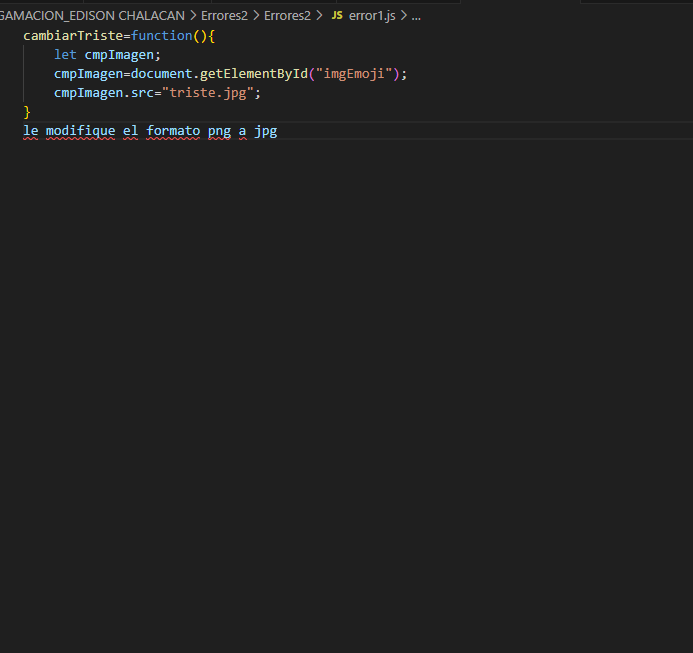 GAMACION_EDISON CHALACAN > Errores2 > Errores2 > JS error1.js > ...
cambiarTriste=function(){
let cmpImagen;
cmpImagen=document.getElementById("imgEmoji");
cmpImagen.src="triste.jpg";
}
le modifique el formato png a jpg